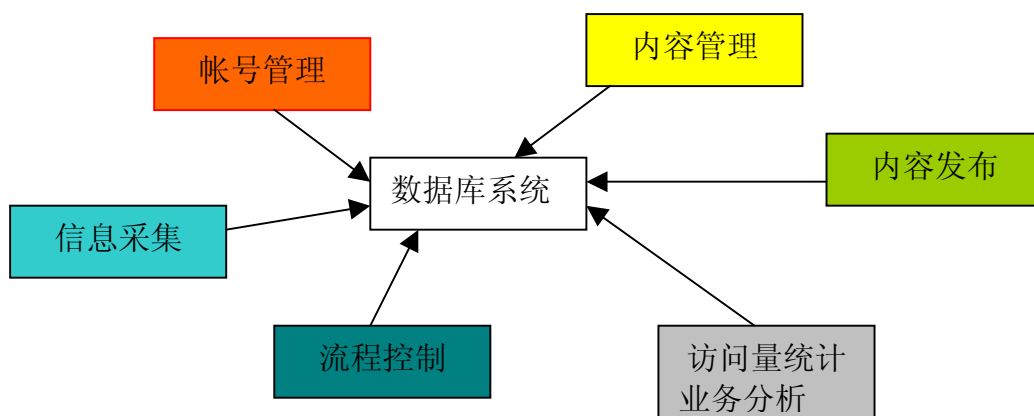 内容管理
帐号管理
内容发布
数据库系统
信息采集
流程控制
访问量统计
业务分析